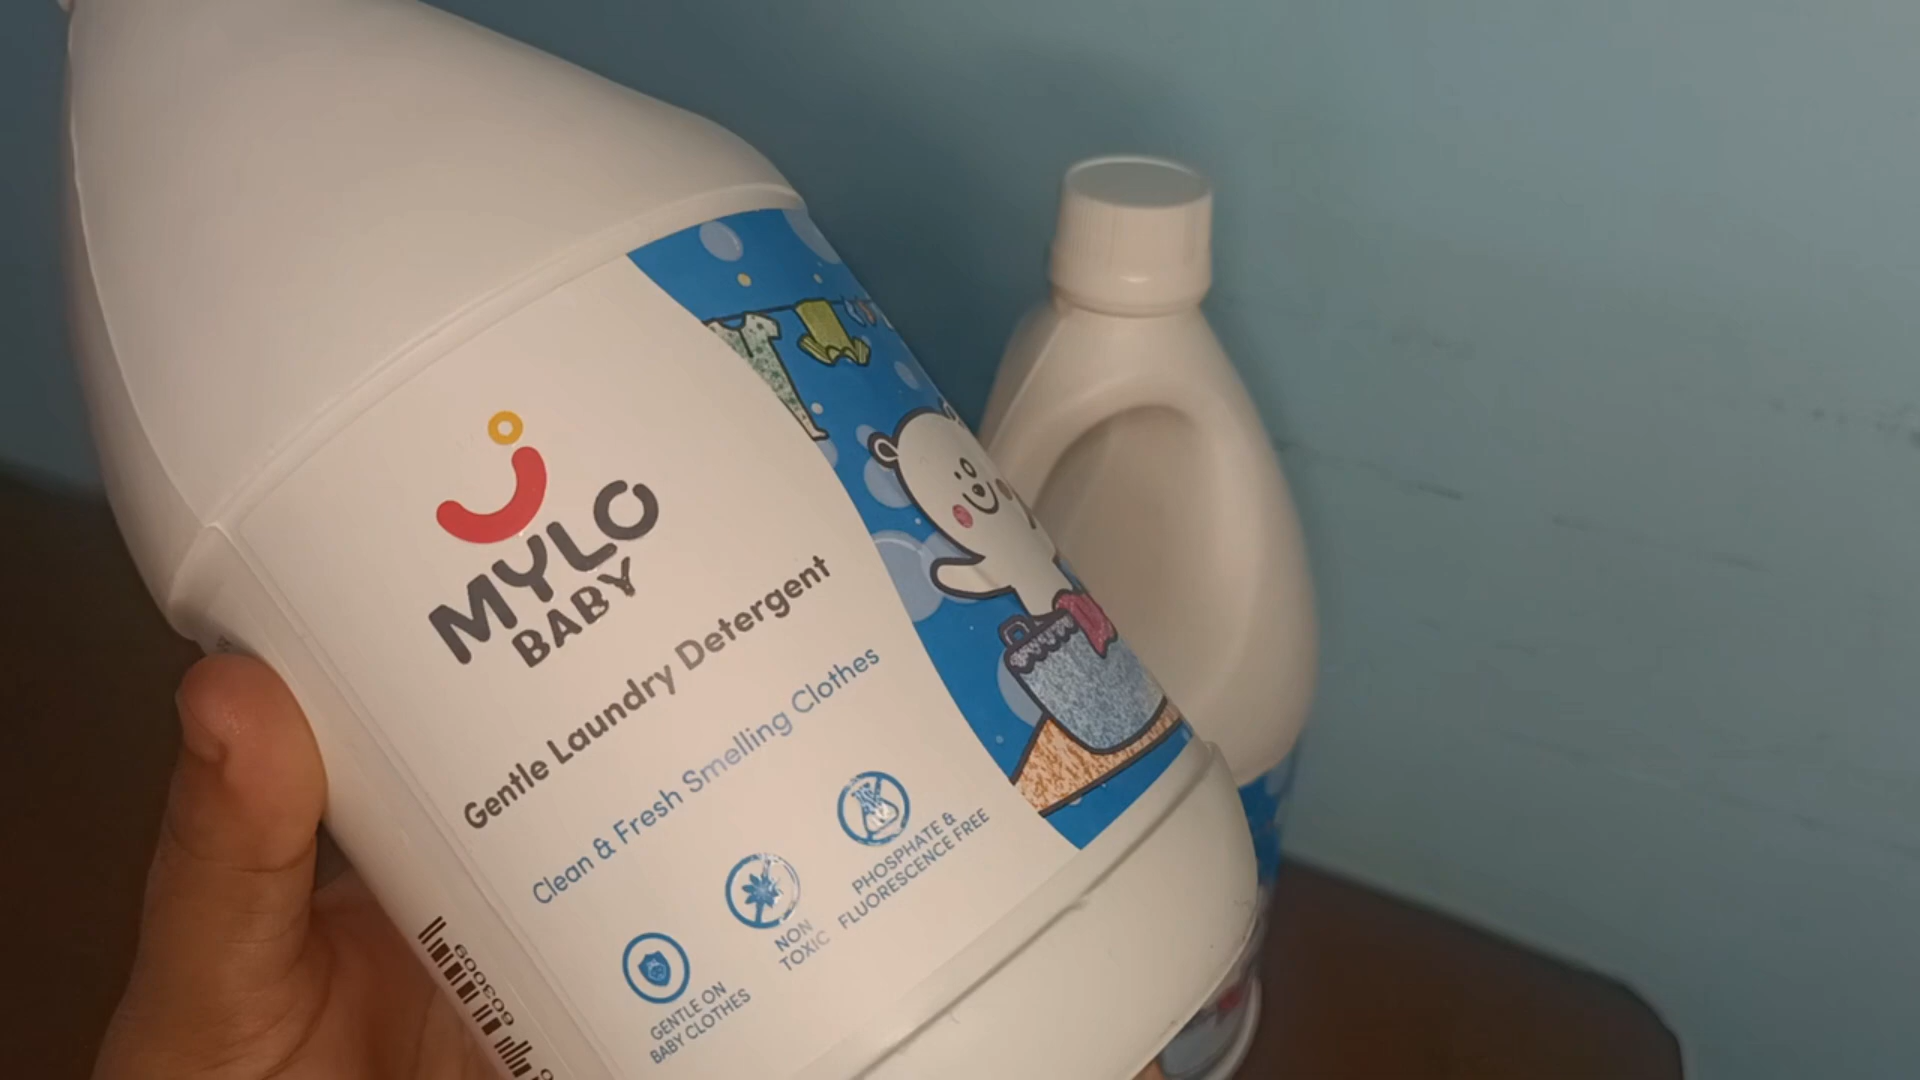 MYLO
BABY
Gentle Laundry Detergent
Clean & Fresh Smelling Clothes
GENTLE ON
BABY CLOTHES
NON
TOXIC
PHOSPHATE &
FLUORESCENCE FREE